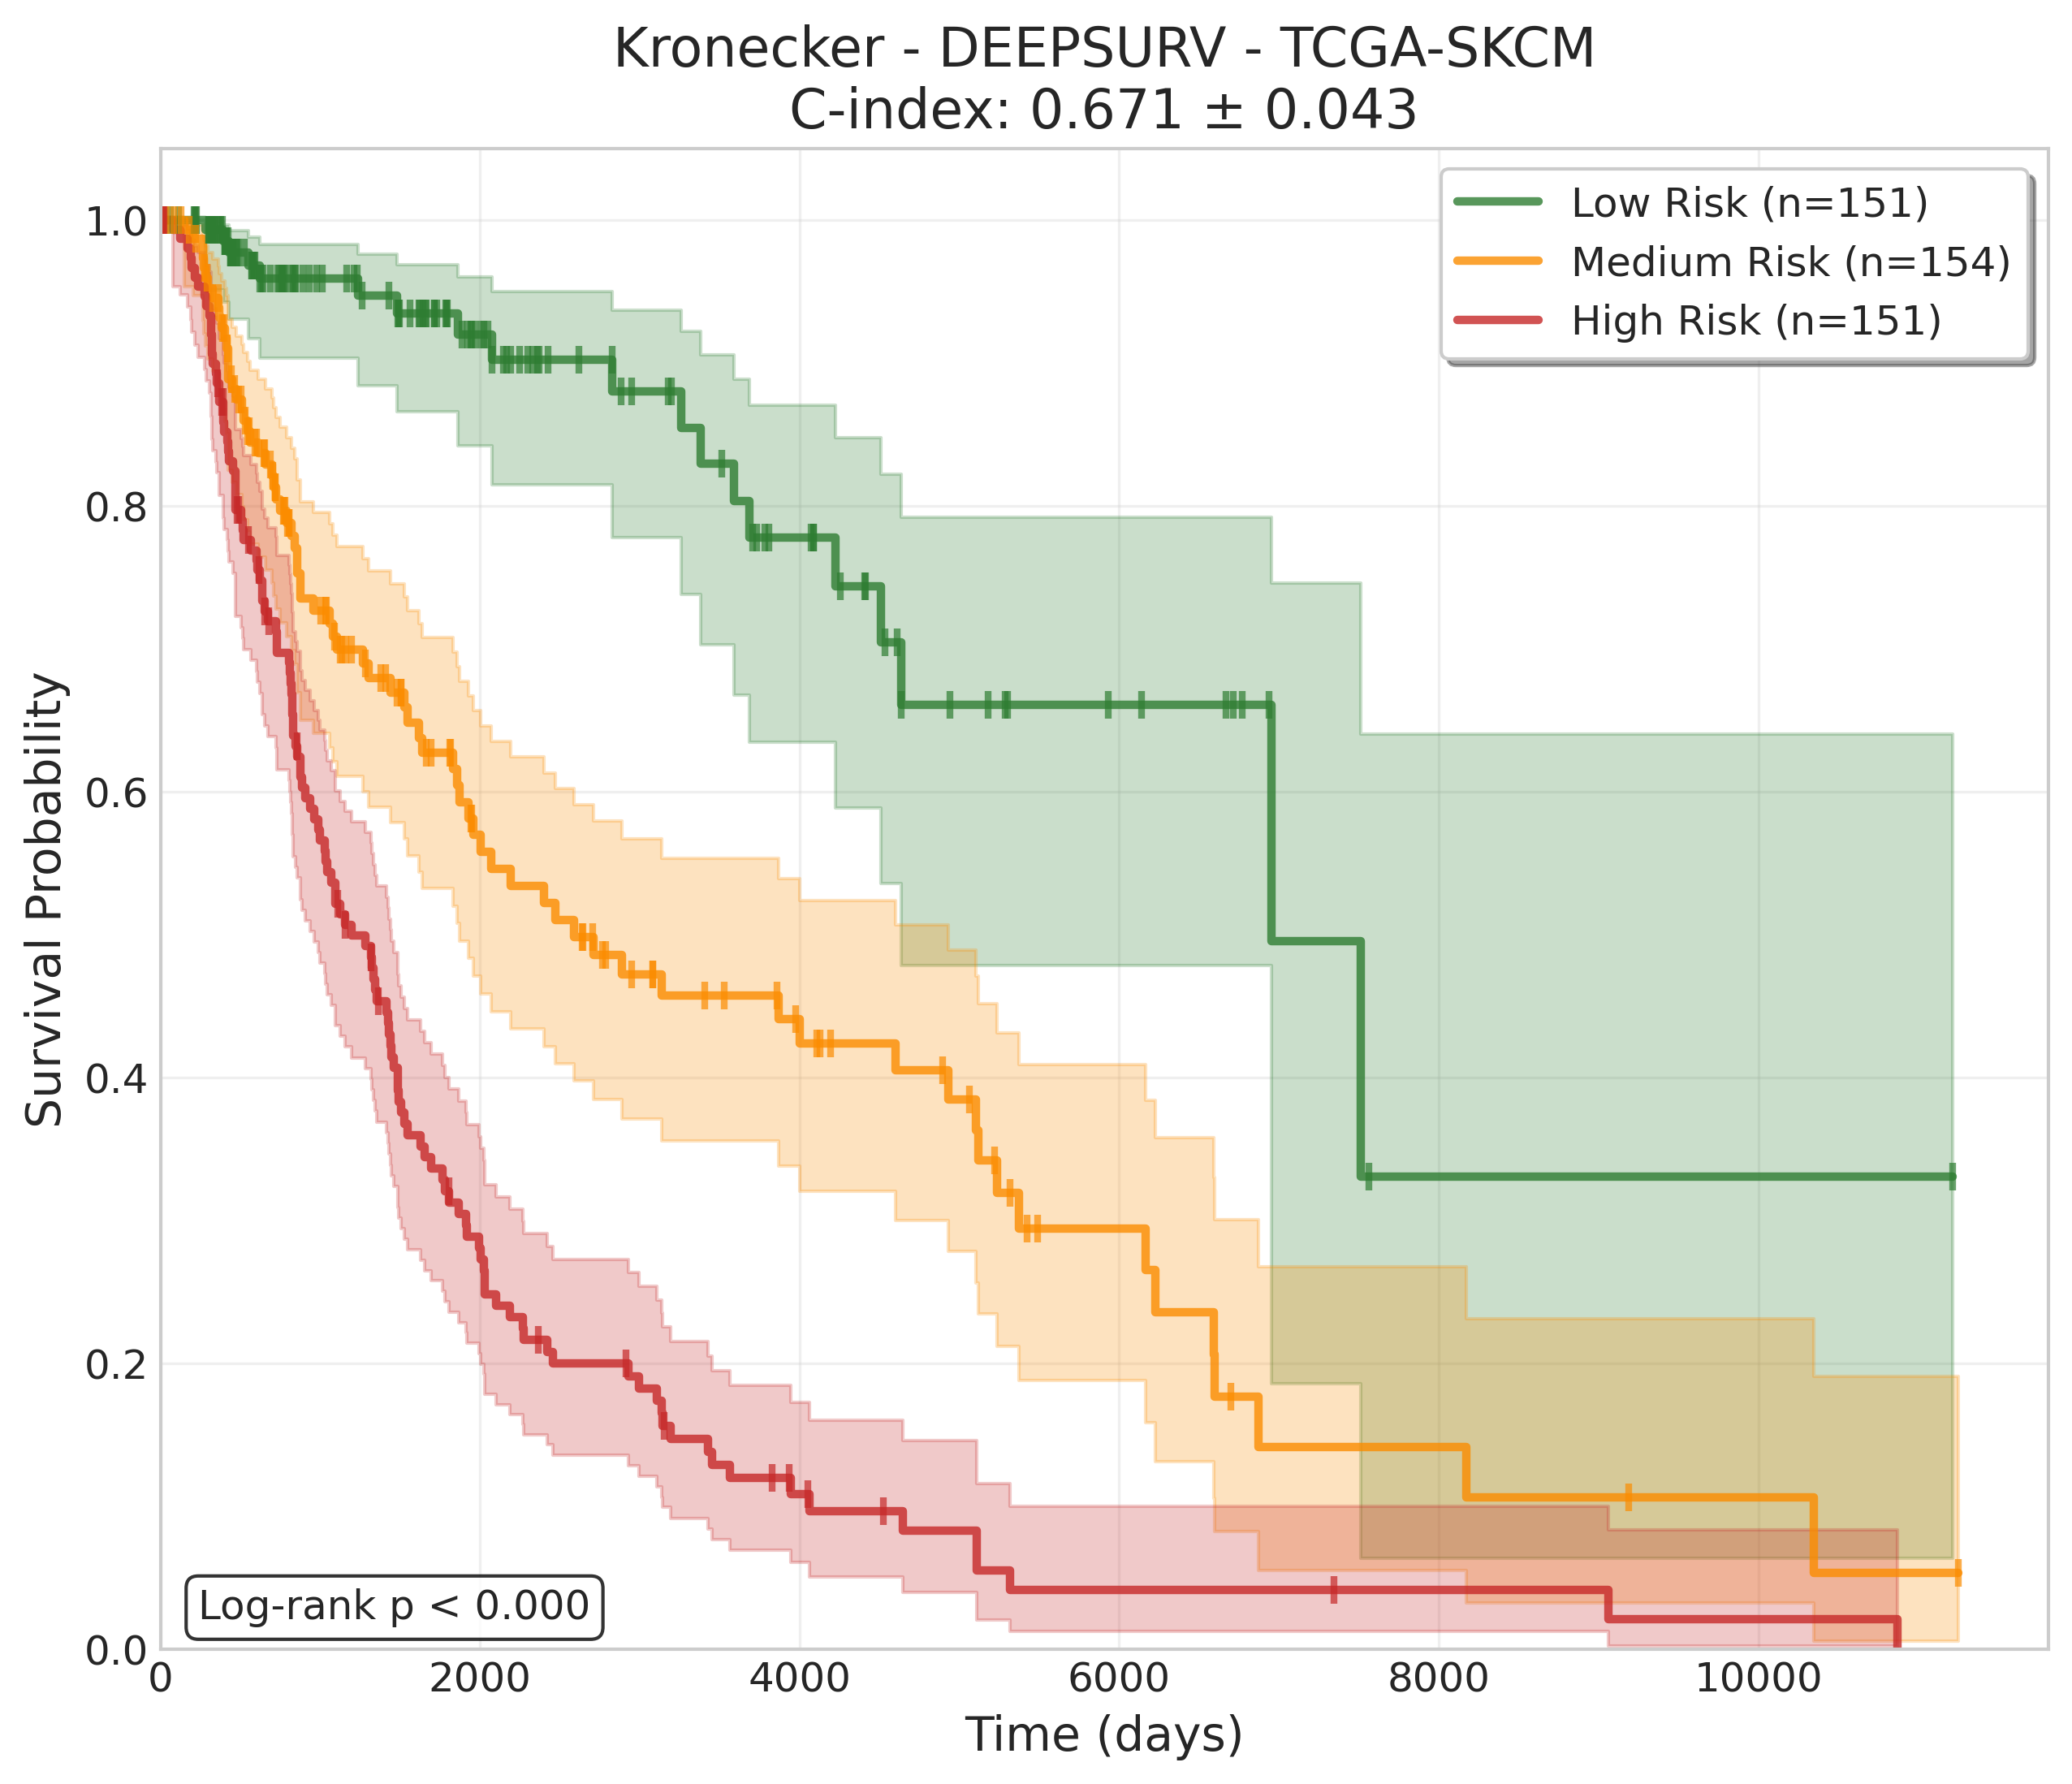 Kronecker - DEEPSURV - TCGA-SKCM
C-index: 0.671 ± 0.043
Low Risk (n=151)
Medium Risk (n=154)
High Risk (n=151)
Survival Probability
1.0
0.8
0.6
0.4
0.2
0.0
Log-rank p < 0.000
0 2000 4000 6000 8000 10000
Time (days)